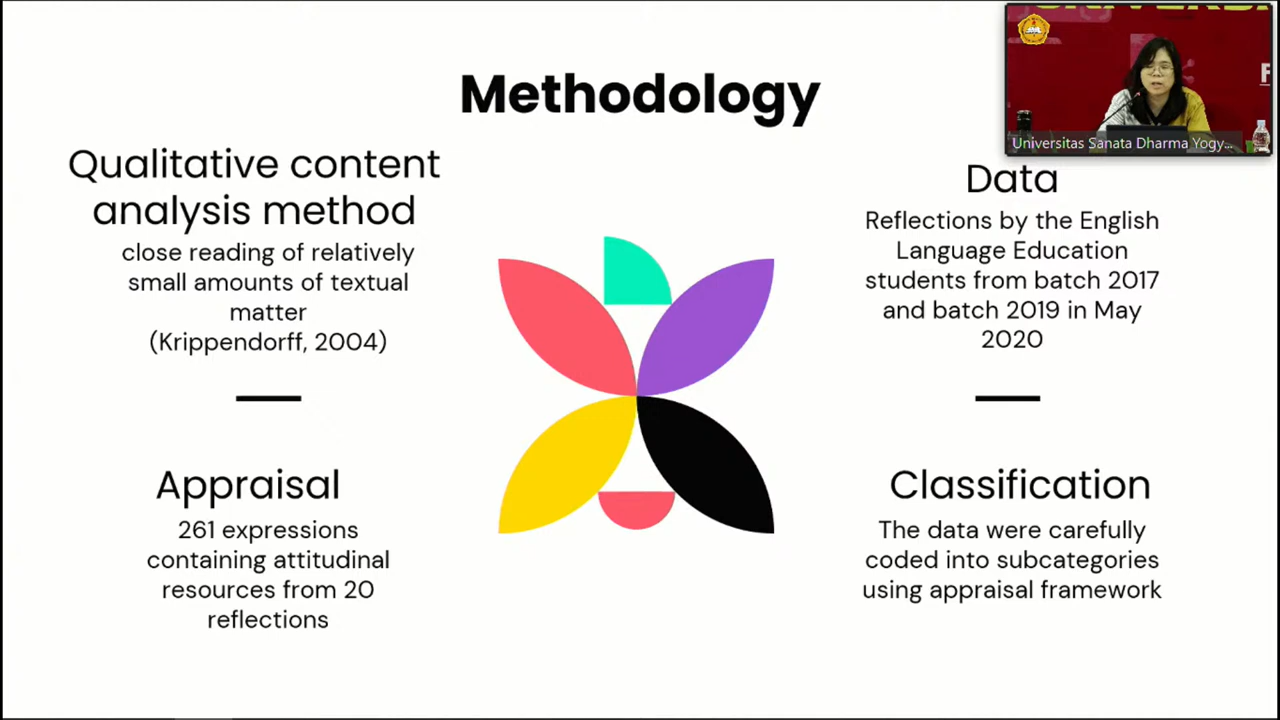 Methodology
Qualitative content
analysis method
close reading of relatively
small amounts of textual
matter
(Krippendorff, 2004)
Appraisal
261 expressions
containing attitudinal
resources from 20
reflections
Data
Reflections by the English
Language Education
students from batch 2017
and batch 2019 in May
2020
Classification
The data were carefully
coded into subcategories
using appraisal framework
Universitas Sanata Dharma Yogy...